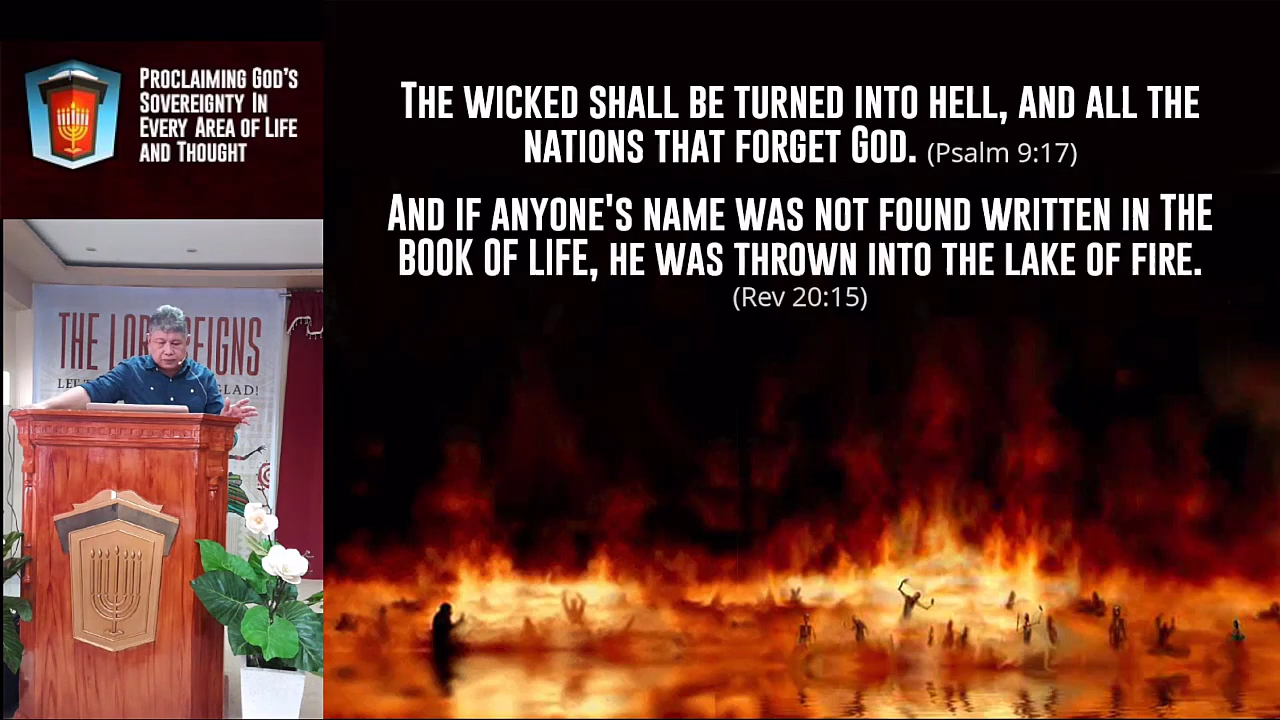 PROCLAIMING GOD'S
SOVEREIGNTY IN
EVERY AREA OF LIFE
AND THOUGHT
THE WICKED SHALL BE TURNED INTO HELL, AND ALL THE
NATIONS THAT FORGET GOD. (Psalm 9:17)
AND IF ANYONE'S NAME WAS NOT FOUND WRITTEN IN THE
BOOK OF LIFE, HE WAS THROWN INTO THE LAKE OF FIRE.
(Rev 20:15)
THE LORD REIGNS
GLAD!